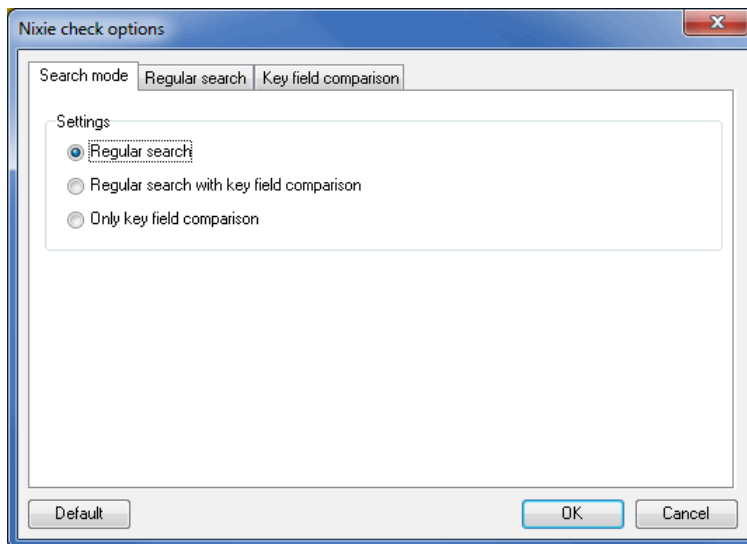 Nixie check options
Search mode Regular search Key field comparison
Settings
Regular search
Regular search with key field comparison
Only key field comparison
Default OK Cancel